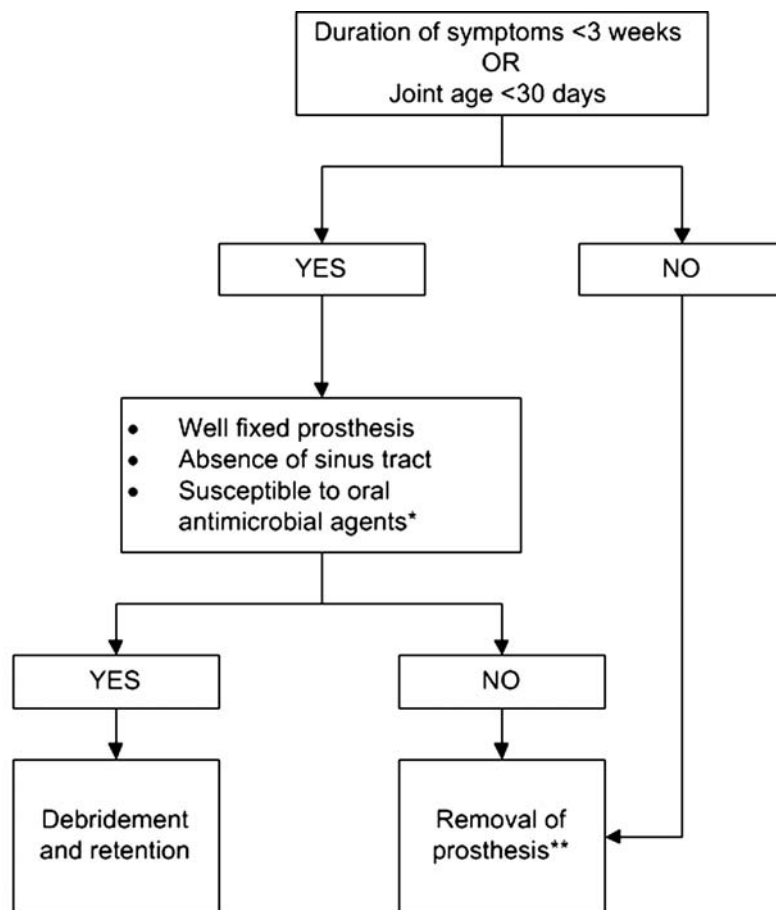 Duration of symptoms <3 weeks
OR
Joint age <30 days
YES
NO
• Well fixed prosthesis
• Absence of sinus tract
• Susceptible to oral
antimicrobial agents*
YES
NO
Debridement
and retention
Removal of
prosthesis**